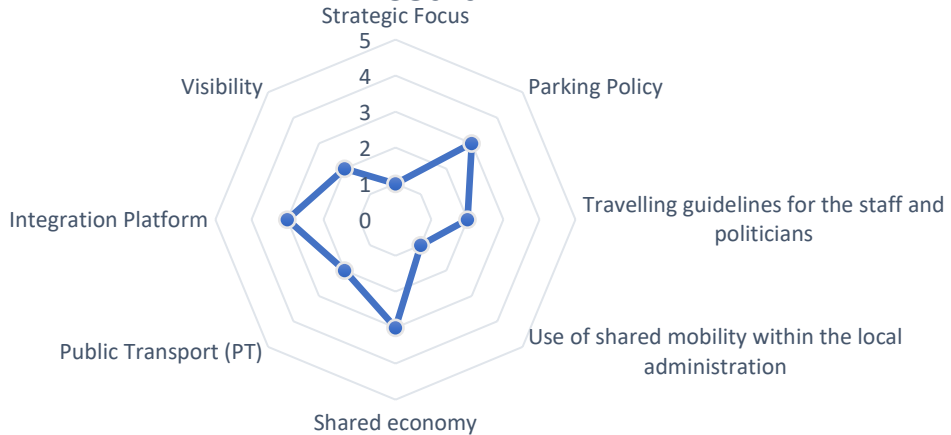 Strategic Focus
5
Visibility
4
Parking Policy
3
2
1
Integration Platform
0
Travelling guidelines for the staff and
politicians
Public Transport (PT)
Use of shared mobility within the local
administration
Shared economy